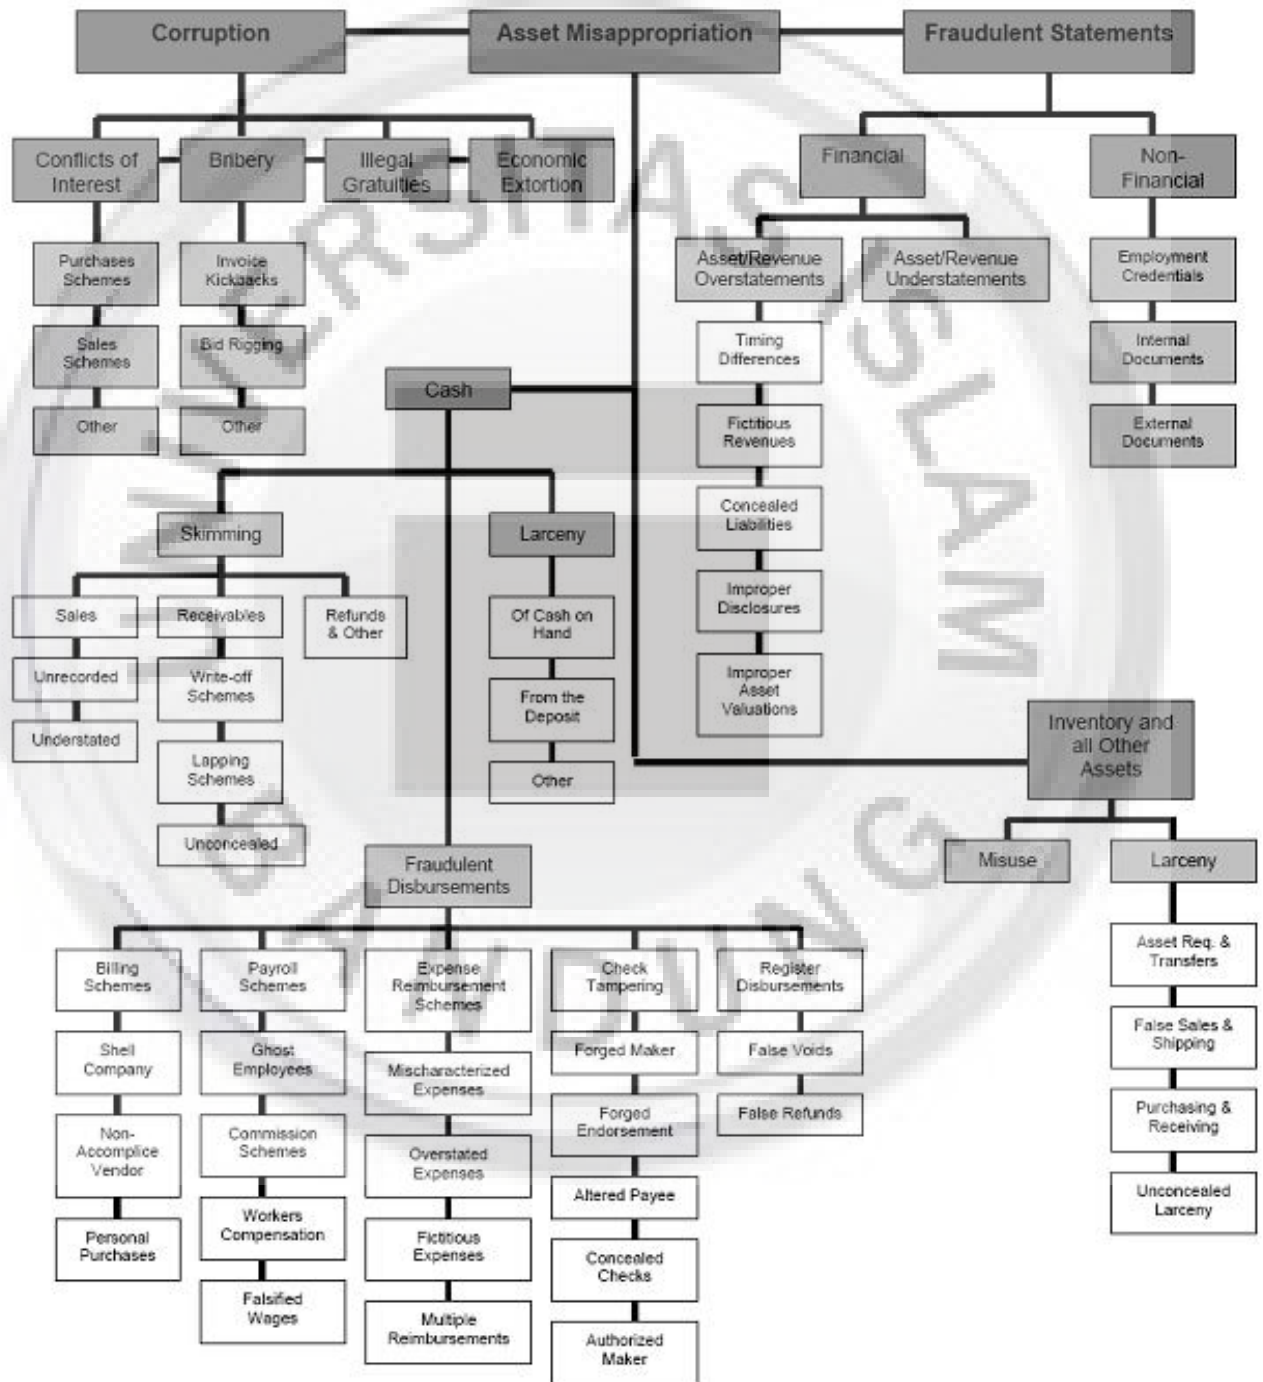 Corruption
Asset Misappropriation
Fraudulent Statements
Conflicts of
Interest
Bribery
Illegal
Gratuities
Economic
Extortion
Financial
Non-
Financial
Purchases
Schemes
Invoice
Kickbacks
Asset/Revenue
Overstatements
Asset/Revenue
Understatements
Employment
Credentials
Sales
Schemes
Bid Rigging
Timing
Differences
Internal
Documents
Other
Other
Cash
Fictitious
Revenues
External
Documents
Concealed
Liabilities
Skimming
Larceny
Improper
Disclosures
Sales
Receivables
Refunds
& Other
Of Cash on
Hand
Unrecorded
Write-off
Schemes
From the
Deposit
Improper
Asset
Valuations
Understated
Lapping
Schemes
Other
Inventory and
all Other
Assets
Unconcealed
Fraudulent
Disbursements
Misuse
Larceny
Billing
Schemes
Payroll
Schemes
Expense
Reimbursement
Schemes
Check
Tampering
Register
Disbursements
Asset Req. &
Transfers
Shell
Company
Ghost
Employees
Mischaracterized
Expenses
Forged Maker
False Voids
False Sales &
Shipping
Non-
Accomplice
Vendor
Commission
Schemes
Overstated
Expenses
Forged
Endorsement
False Refunds
Purchasing &
Receiving
Personal
Purchases
Workers
Compensation
Fictitious
Expenses
Altered Payee
Unconcealed
Larceny
Falsified
Wages
Multiple
Reimbursements
Concealed
Checks
Authorized
Maker
UNIVERSITAS ISLAM
BANDUNG